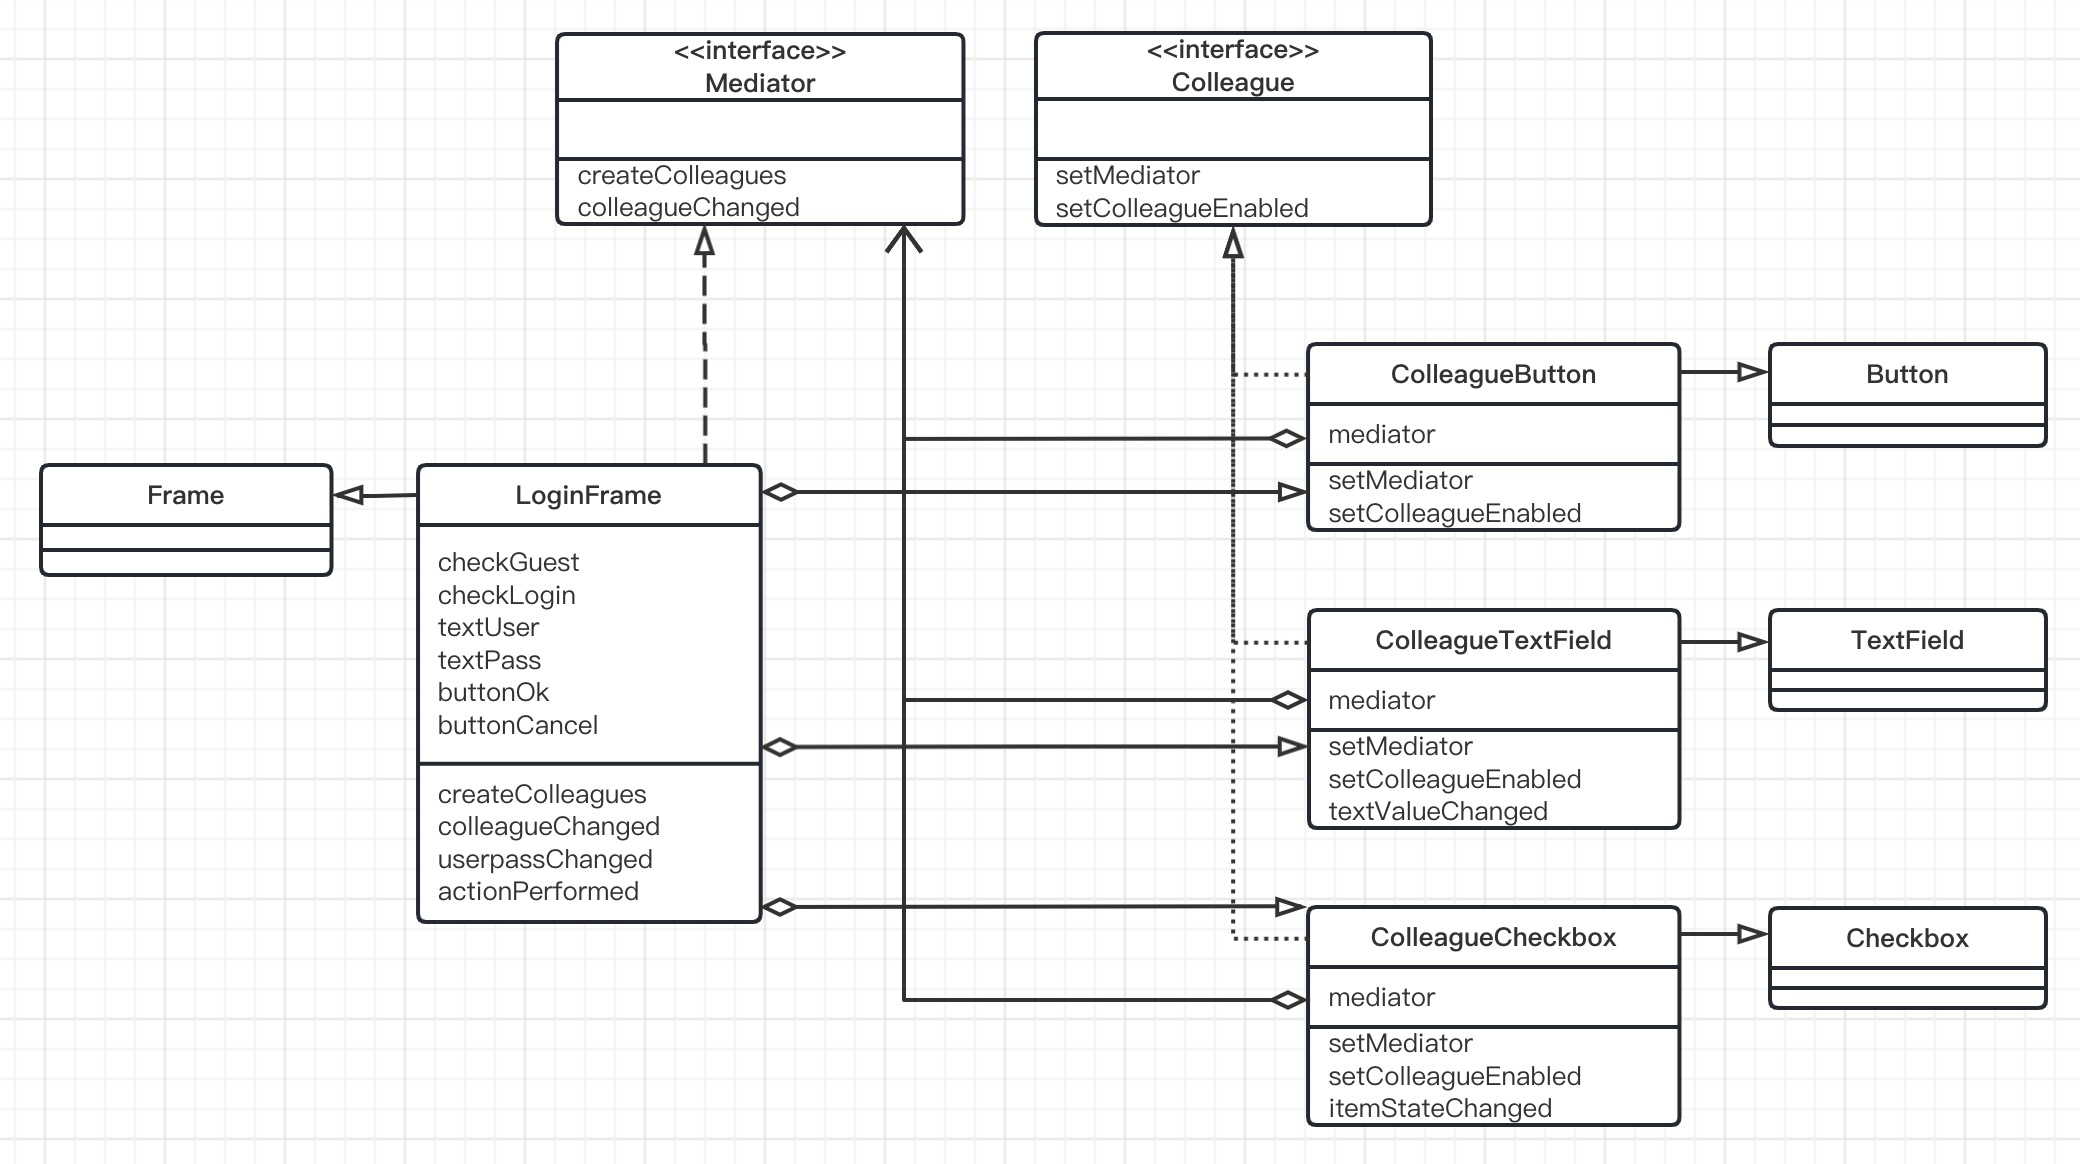 <<interface>>
Mediator
createColleagues
colleagueChanged
<<interface>>
Colleague
setMediator
setColleagueEnabled
ColleagueButton
mediator
setMediator
setColleagueEnabled
Button
Frame
LoginFrame
checkGuest
checkLogin
textUser
textPass
buttonOk
buttonCancel
createColleagues
colleagueChanged
userpassChanged
actionPerformed
ColleagueTextField
mediator
setMediator
setColleagueEnabled
textValueChanged
TextField
ColleagueCheckbox
mediator
setMediator
setColleagueEnabled
itemStateChanged
Checkbox